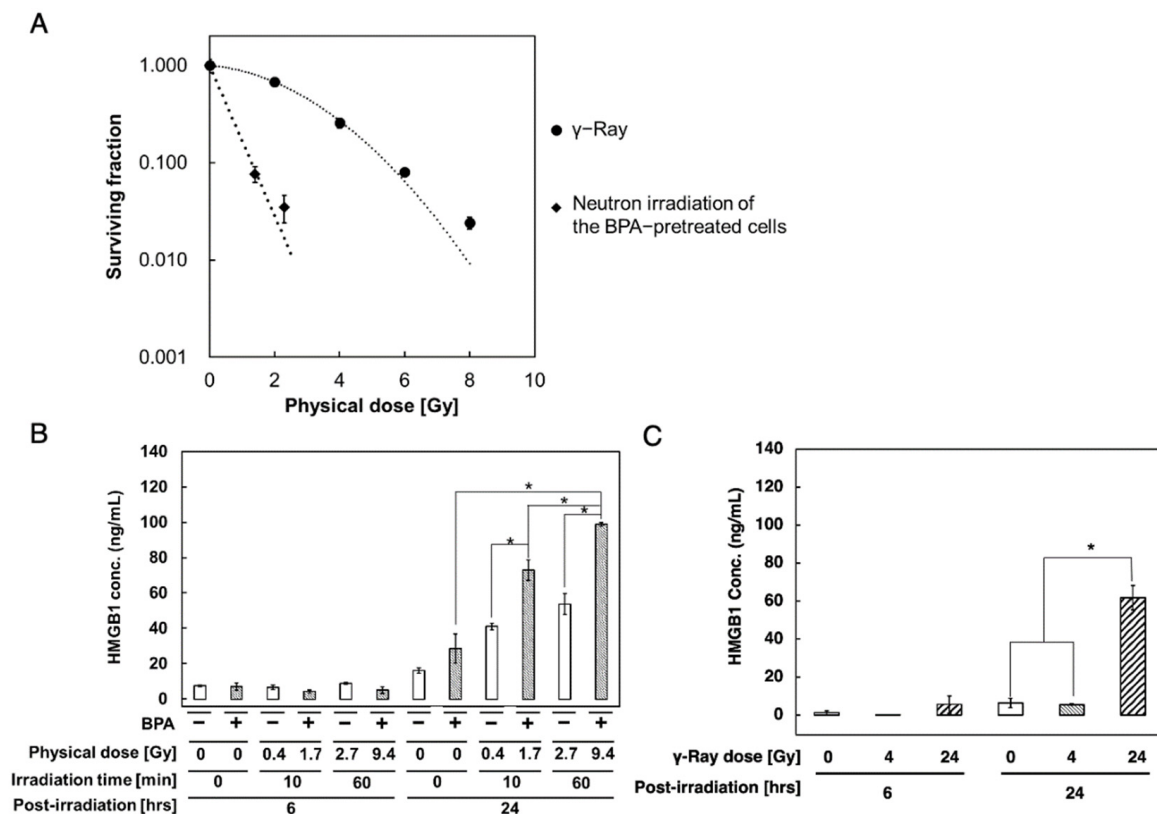 A
1.000
0.100
0.010
0.001
Surviving fraction
0 2 4 6 8 10
Physical dose [Gy]
γ−Ray
Neutron irradiation of
the BPA−pretreated cells
B
140
120
100
80
60
40
20
0
HMGB1 conc. (ng/mL)
* * * *
BPA − + − + − + − + − + − +
Physical dose [Gy] 0 0 0.4 1.7 2.7 9.4 0 0 0.4 1.7 2.7 9.4
Irradiation time [min] 0 10 60 0 10 60
Post-irradiation [hrs] 6 24
C
140
120
100
80
60
40
20
0
HMGB1 Conc. (ng/mL)
*
γ-Ray dose [Gy] 0 4 24 0 4 24
Post-irradiation [hrs] 6 24